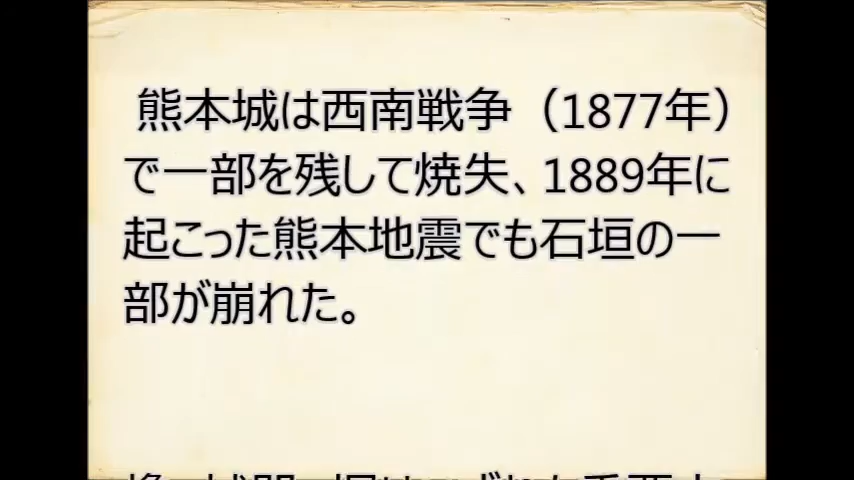 熊本城は西南戦争（1877年）
で一部を残して焼失、1889年に
起こった熊本地震でも石垣の一
部が崩れた。